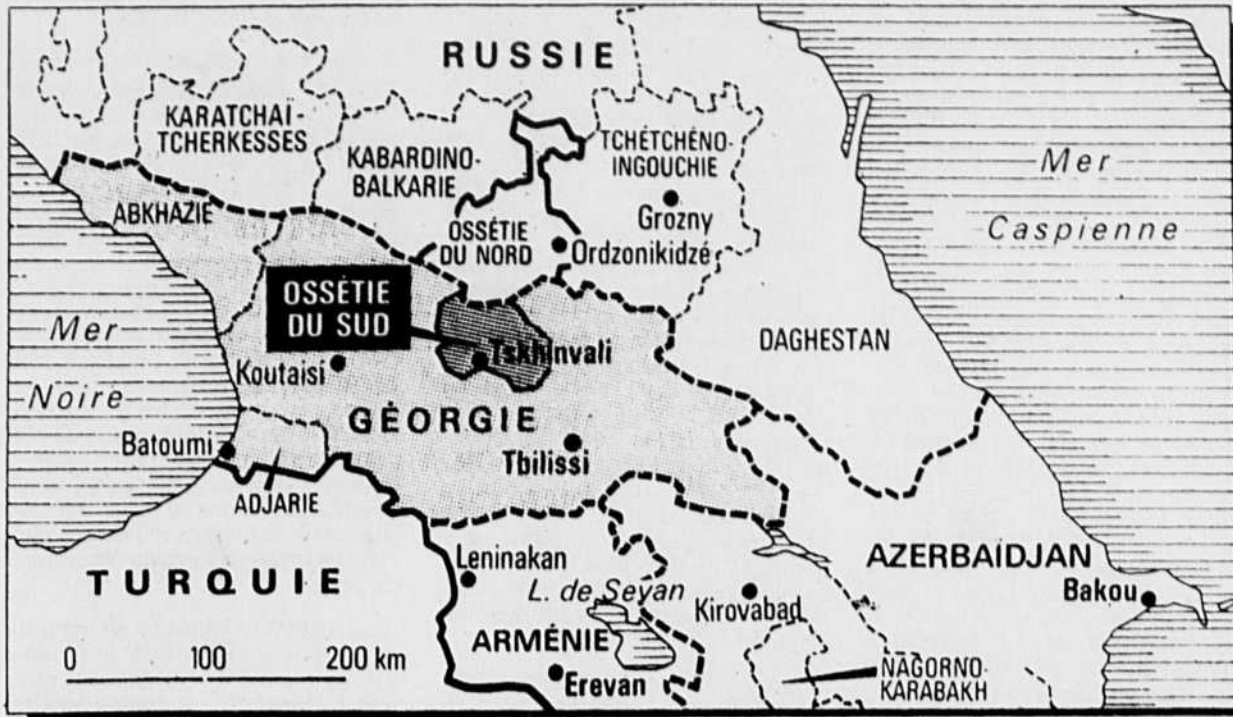 RUSSIE
KARATCHAÏ-
TCHERKESSES
KABARDINO-
BALKARIE
TCHÉTCHÉNO-
INGOUCHIE
Grozny
Mer
Caspienne
ABKHAZIE
OSSÉTIE
DU NORD
Ordzonikidzé
OSSÉTIE
DU SUD
Tskhinvali
DAGHESTAN
Mer
Noire
Koutaisi
GÉORGIE
Batoumi
Tbilissi
ADJARIE
TURQUIE
Leninakan
L. de Sevan
Kirovabad
AZERBAÏDJAN
Bakou
ARMÉNIE
Erevan
NAGORNO-
KARABAKH
0 100 200 km